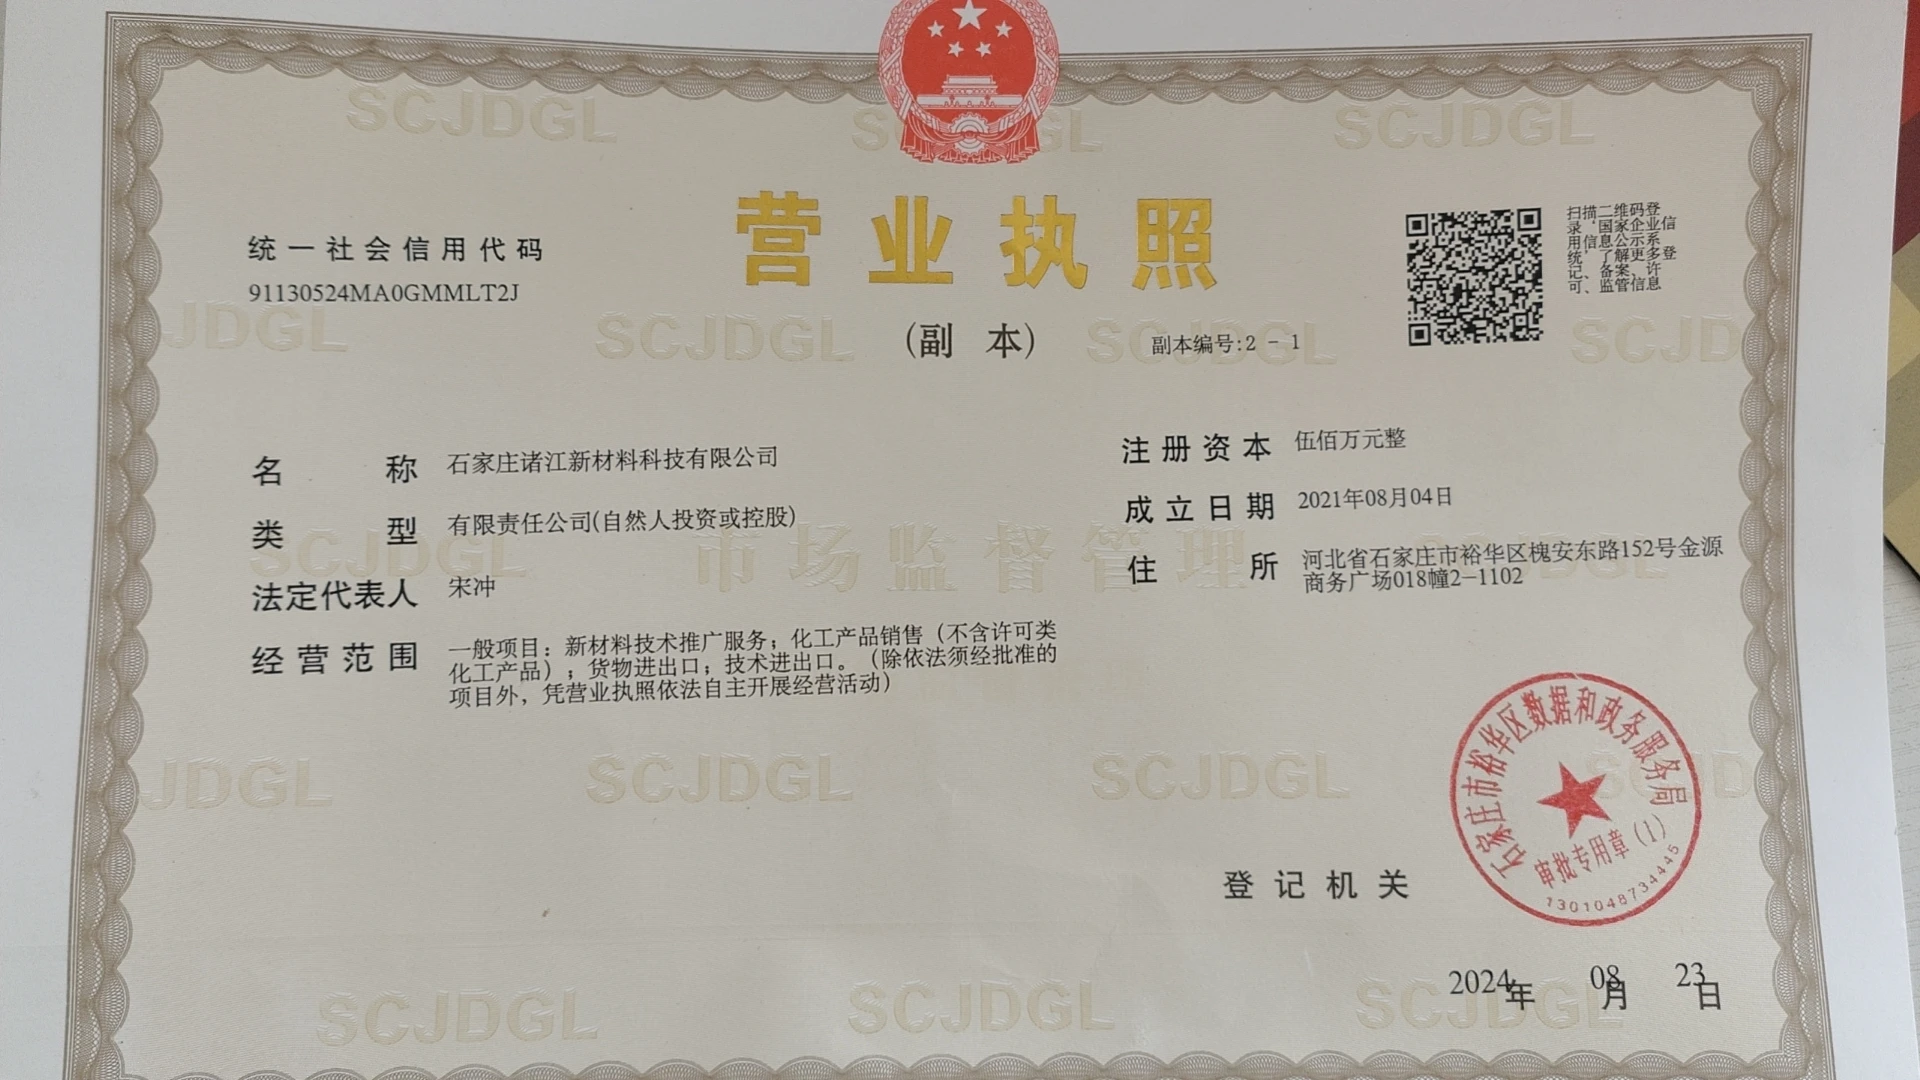 营业执照
(副 本)
副本编号:2 - 1
统一社会信用代码
91130524MA0GMMLT2J
扫描二维码登
录‘国家企业信
用信息公示系
统’了解更多登
记、备案、许
可、监管信息
名 称 石家庄诸江新材料科技有限公司
类 型 有限责任公司(自然人投资或控股)
法定代表人 宋冲
经营范围 一般项目：新材料技术推广服务；化工产品销售（不含许可类
化工产品）；货物进出口；技术进出口。（除依法须经批准的
项目外，凭营业执照依法自主开展经营活动）
注册资本 伍佰万元整
成立日期 2021年08月04日
住 所 河北省石家庄市裕华区槐安东路152号金源
商务广场018幢2-1102
登记机关
石家庄市裕华区数据和政务服务局
审批专用章（1）
1301048734445
2024年 08月 23日
SCJDGL
市场监督管理